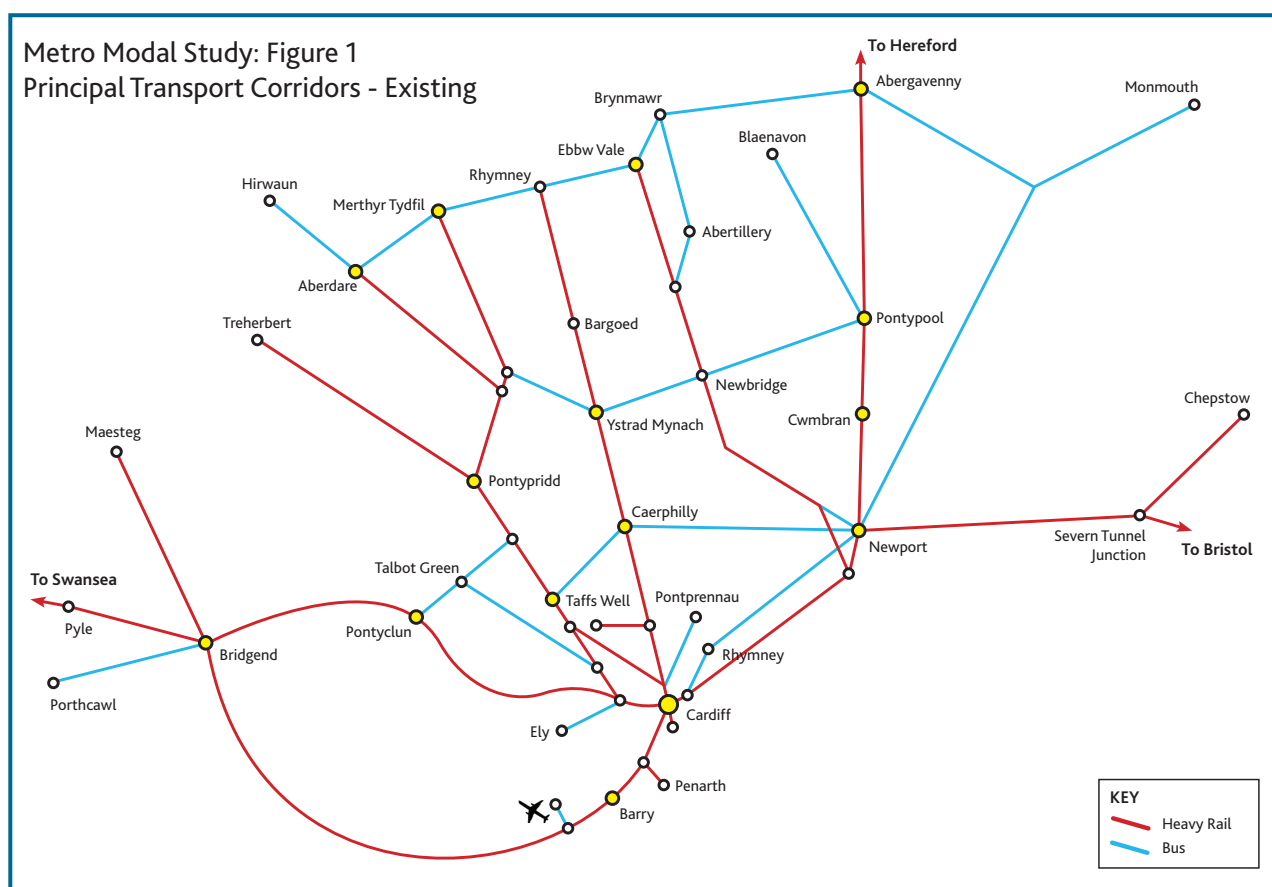 Metro Modal Study: Figure 1
Principal Transport Corridors - Existing
To Hereford
Abergavenny
Monmouth
Brynmawr
Blaenavon
Ebbw Vale
Rhymney
Hirwaun
Merthyr Tydfil
Abertillery
Aberdare
Treherbert
Bargoed
Pontypool
Newbridge
Chepstow
Ystrad Mynach
Cwmbran
Maesteg
Pontypridd
Caerphilly
Newport
Severn Tunnel
Junction
To Bristol
Talbot Green
To Swansea
Taffs Well
Pontprennau
Pyle
Pontyclun
Bridgend
Rhymney
Porthcawl
Cardiff
Ely
Penarth
Barry
KEY
Heavy Rail
Bus